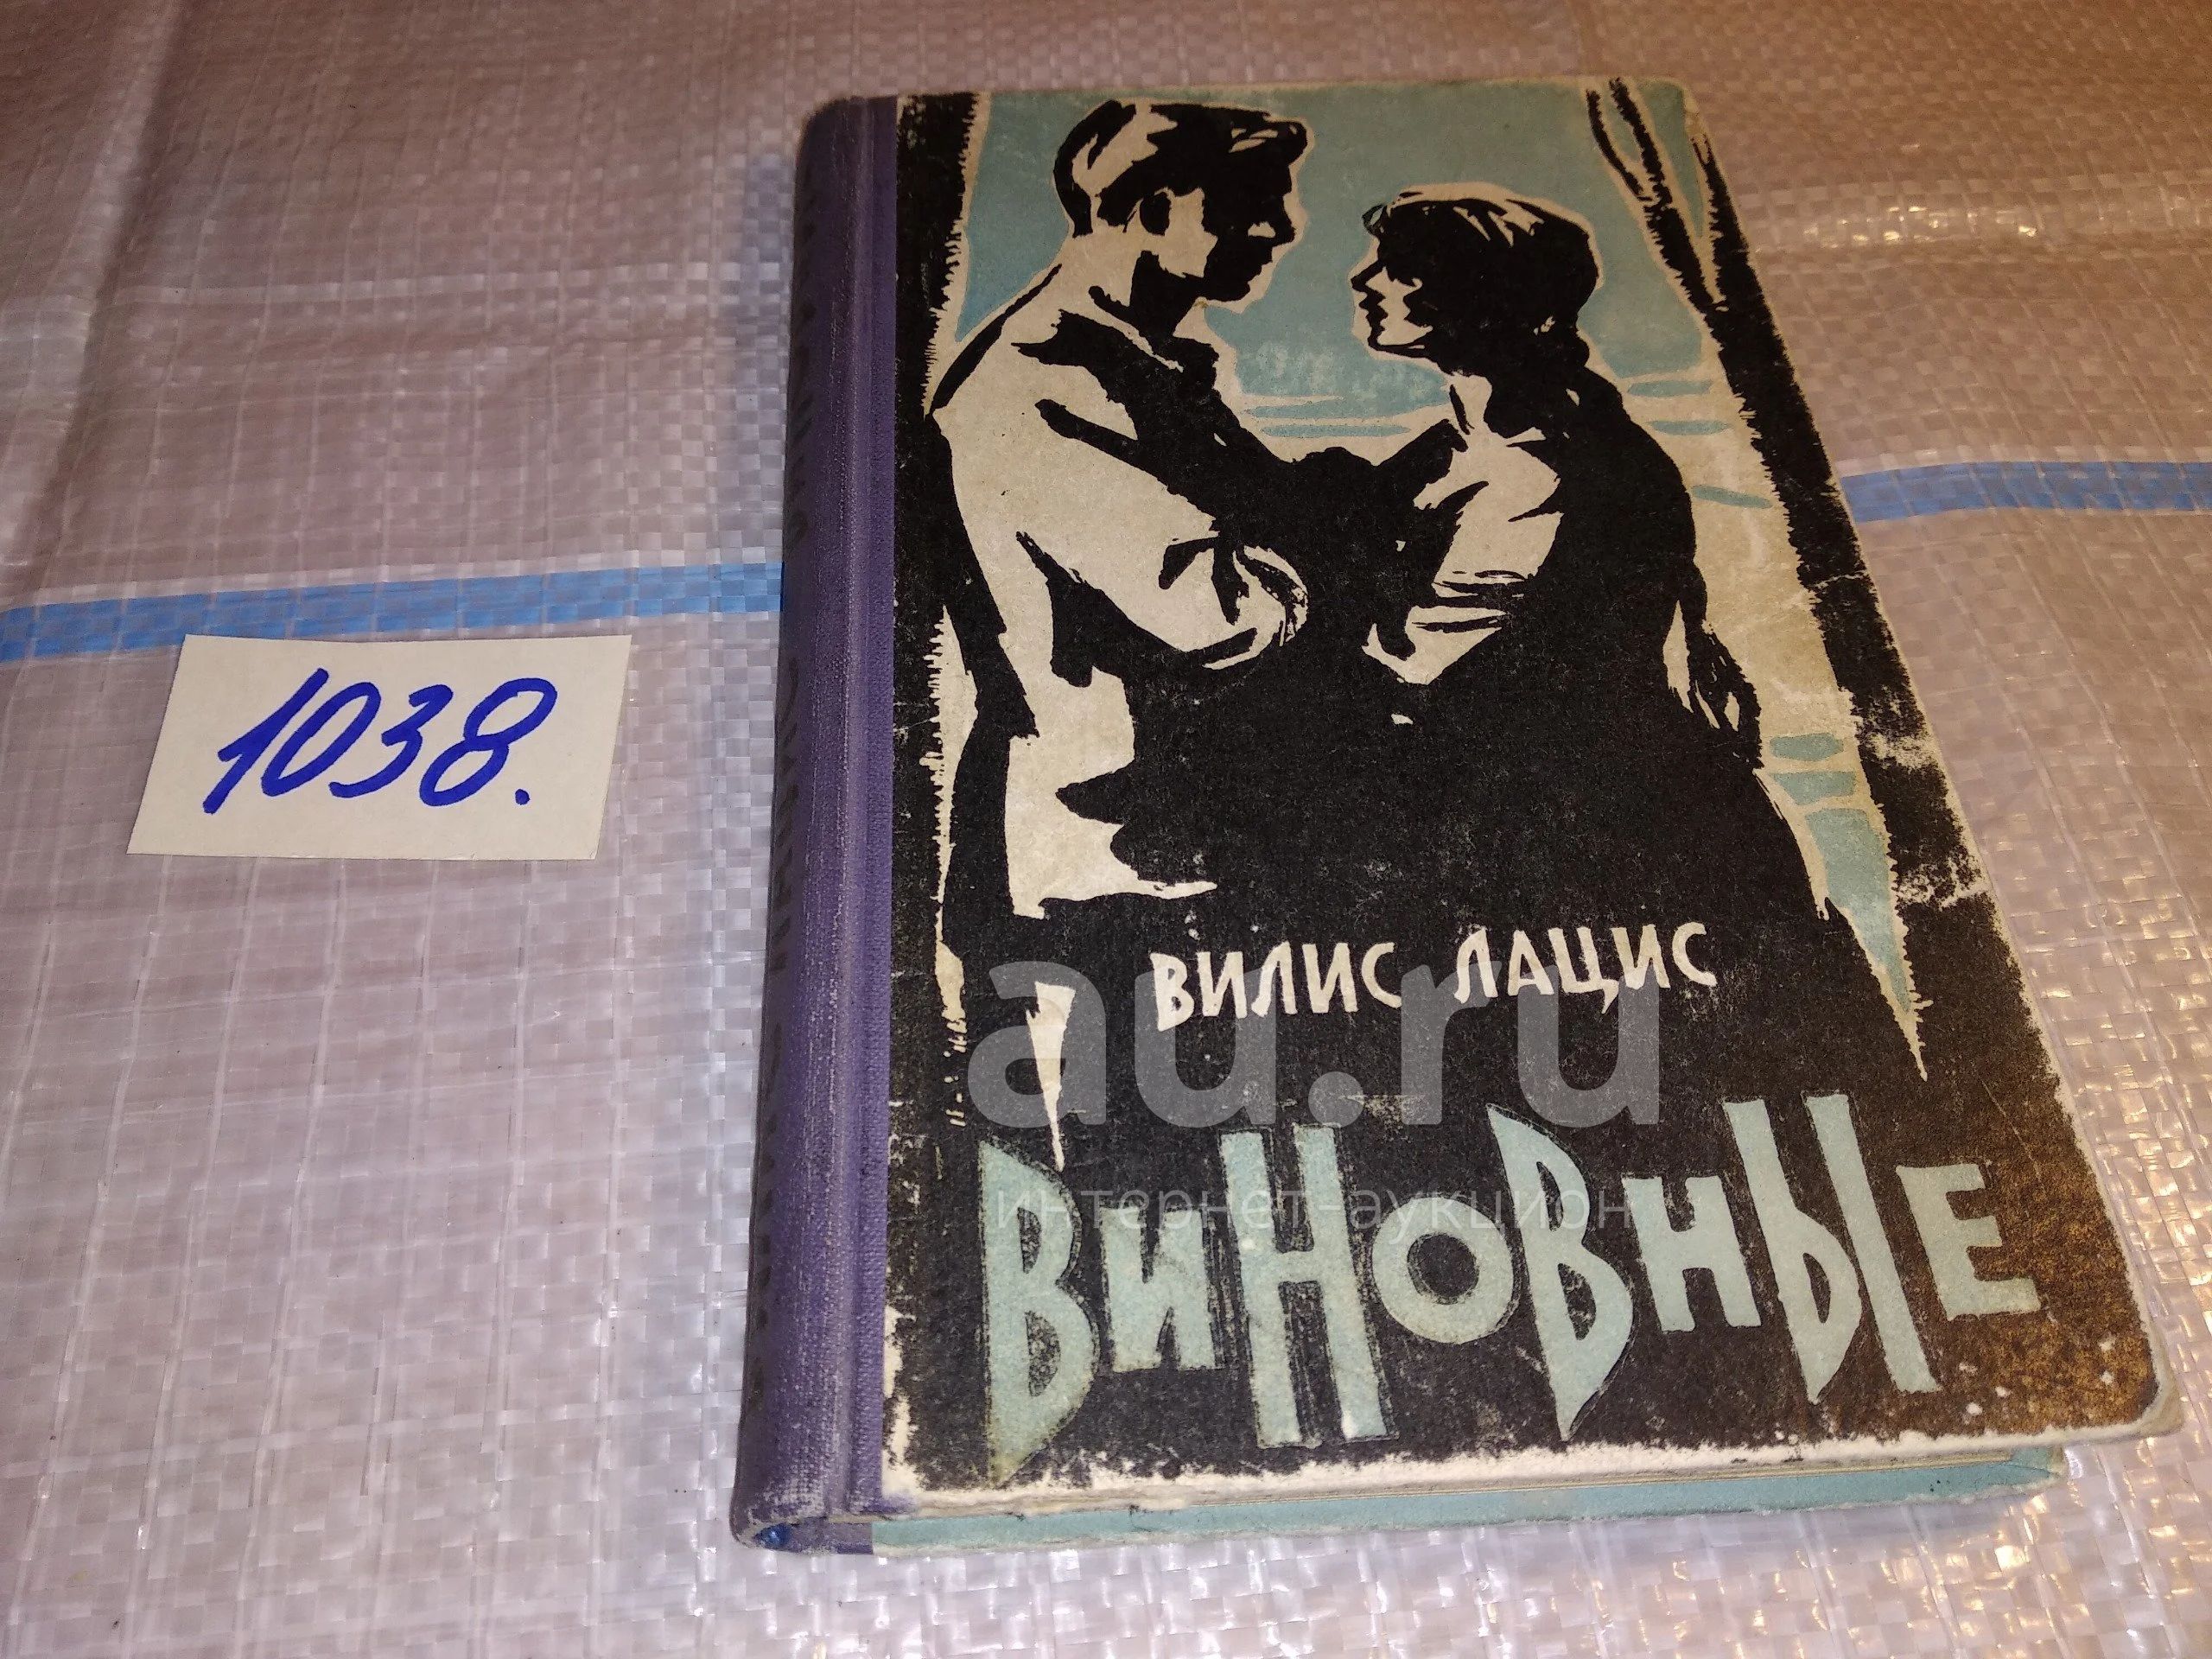 1038.
ВИЛИС ЛАЦИС
au.ru
интернет-аукцион
ВиНоВнЫЕ